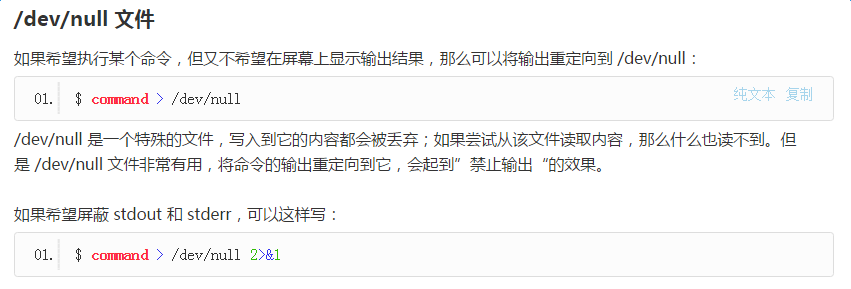 /dev/null 文件
如果希望执行某个命令，但又不希望在屏幕上显示输出结果，那么可以将输出重定向到 /dev/null：
01. $ command > /dev/null
纯文本 复制
/dev/null 是一个特殊的文件，写入到它的内容都会被丢弃；如果尝试从该文件读取内容，那么什么也读不到。但
是 /dev/null 文件非常有用，将命令的输出重定向到它，会起到”禁止输出“的效果。
如果希望屏蔽 stdout 和 stderr，可以这样写：
01. $ command > /dev/null 2>&1